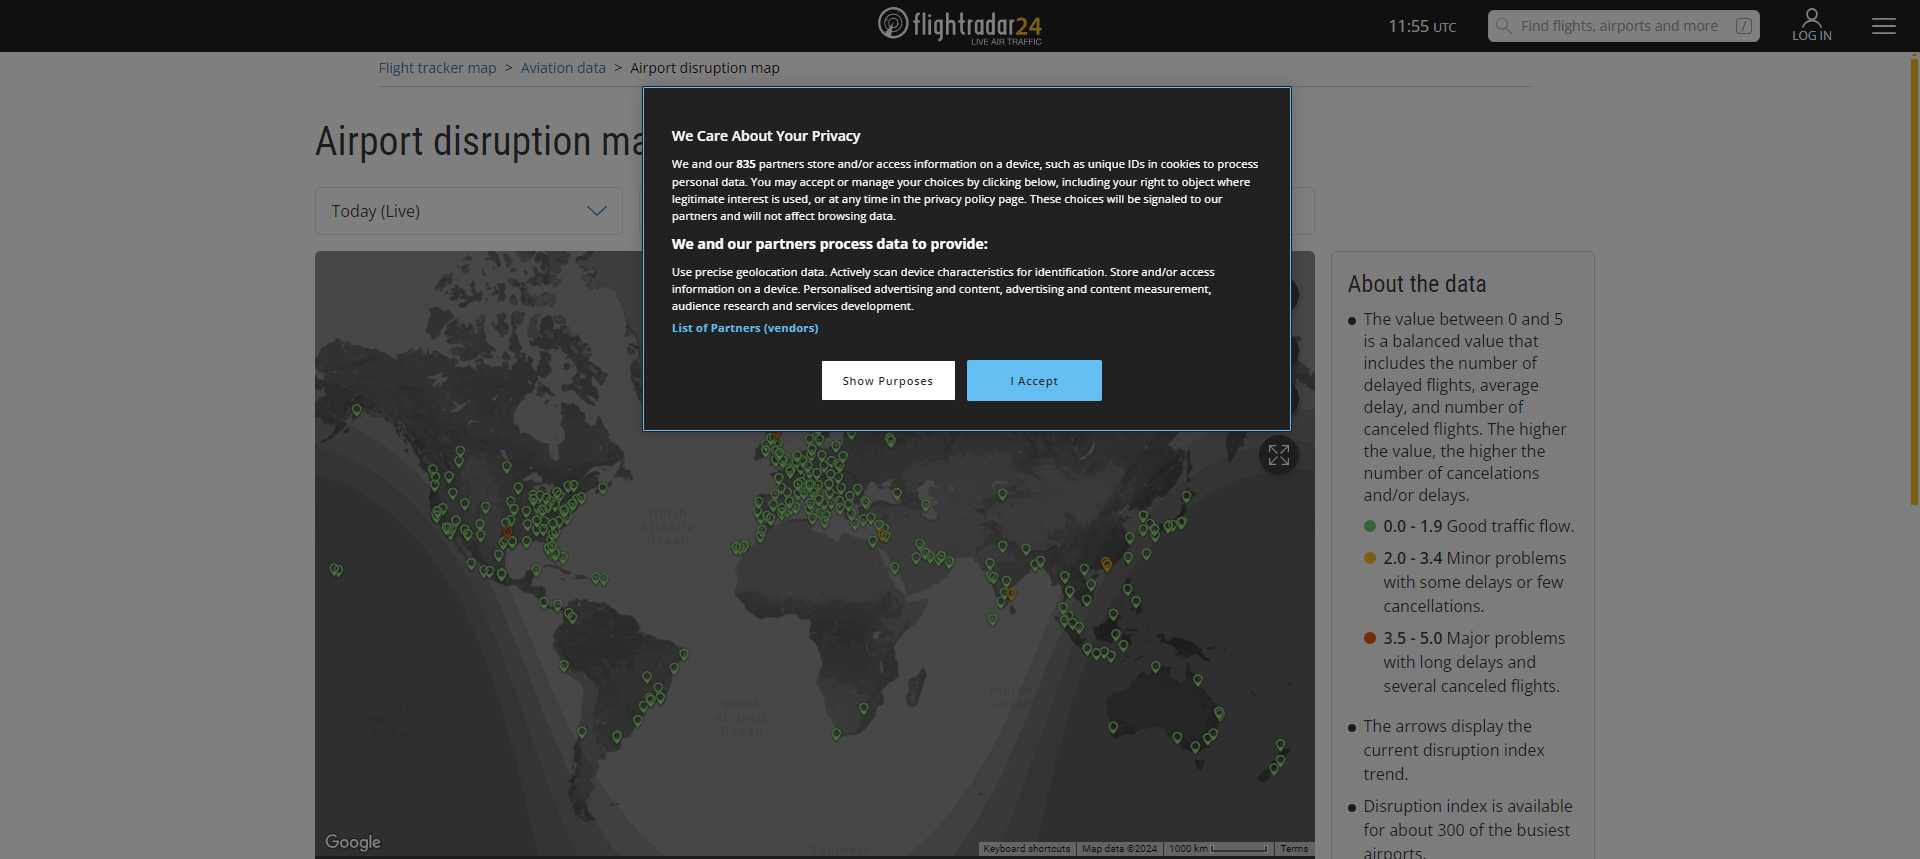 flightradar24
LIVE AIR TRAFFIC
11:55 UTC
Find flights, airports and more /
LOG IN
Flight tracker map > Aviation data > Airport disruption map
Airport disruption ma
Today (Live)
We Care About Your Privacy
We and our 835 partners store and/or access information on a device, such as unique IDs in cookies to process
personal data. You may accept or manage your choices by clicking below, including your right to object where
legitimate interest is used, or at any time in the privacy policy page. These choices will be signaled to our
partners and will not affect browsing data.
We and our partners process data to provide:
Use precise geolocation data. Actively scan device characteristics for identification. Store and/or access
information on a device. Personalised advertising and content, advertising and content measurement,
audience research and services development.
List of Partners (vendors)
Show Purposes
I Accept
North
Atlantic
Ocean
Google
Keyboard shortcuts
Map data ©2024
1000 km
Terms
About the data
The value between 0 and 5
is a balanced value that
includes the number of
delayed flights, average
delay, and number of
canceled flights. The higher
the value, the higher the
number of cancelations
and/or delays.
0.0 - 1.9 Good traffic flow.
2.0 - 3.4 Minor problems
with some delays or few
cancellations.
3.5 - 5.0 Major problems
with long delays and
several canceled flights.
The arrows display the
current disruption index
trend.
Disruption index is available
for about 300 of the busiest
airports.